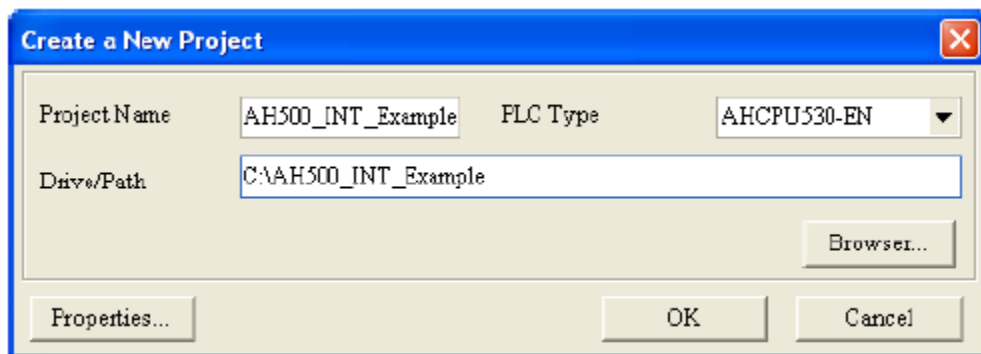 Create a New Project
Project Name AH500_INT_Example PLC Type AHCPU530-EN
Drive/Path C:\AH500_INT_Example
Browser...
Properties... OK Cancel